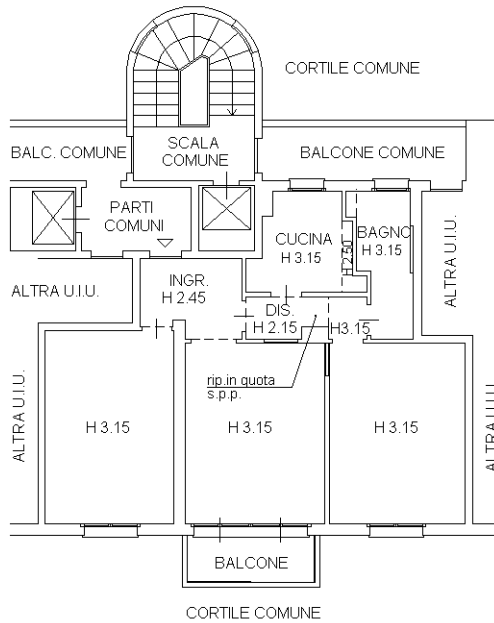 CORTILE COMUNE
BALC. COMUNE
SCALA
COMUNE
BALCONE COMUNE
PARTI
COMUNI
CUCINA
H 3.15
H 2.50
BAGNO
H 3.15
ALTRA U.I.U.
ALTRA U.I.U.
INGR.
H 2.45
DIS.
H 2.15
H3.15
rip.in quota
s.p.p.
ALTRA U.I.U.
H 3.15
H 3.15
H 3.15
ALTRA U.I.U.
BALCONE
CORTILE COMUNE